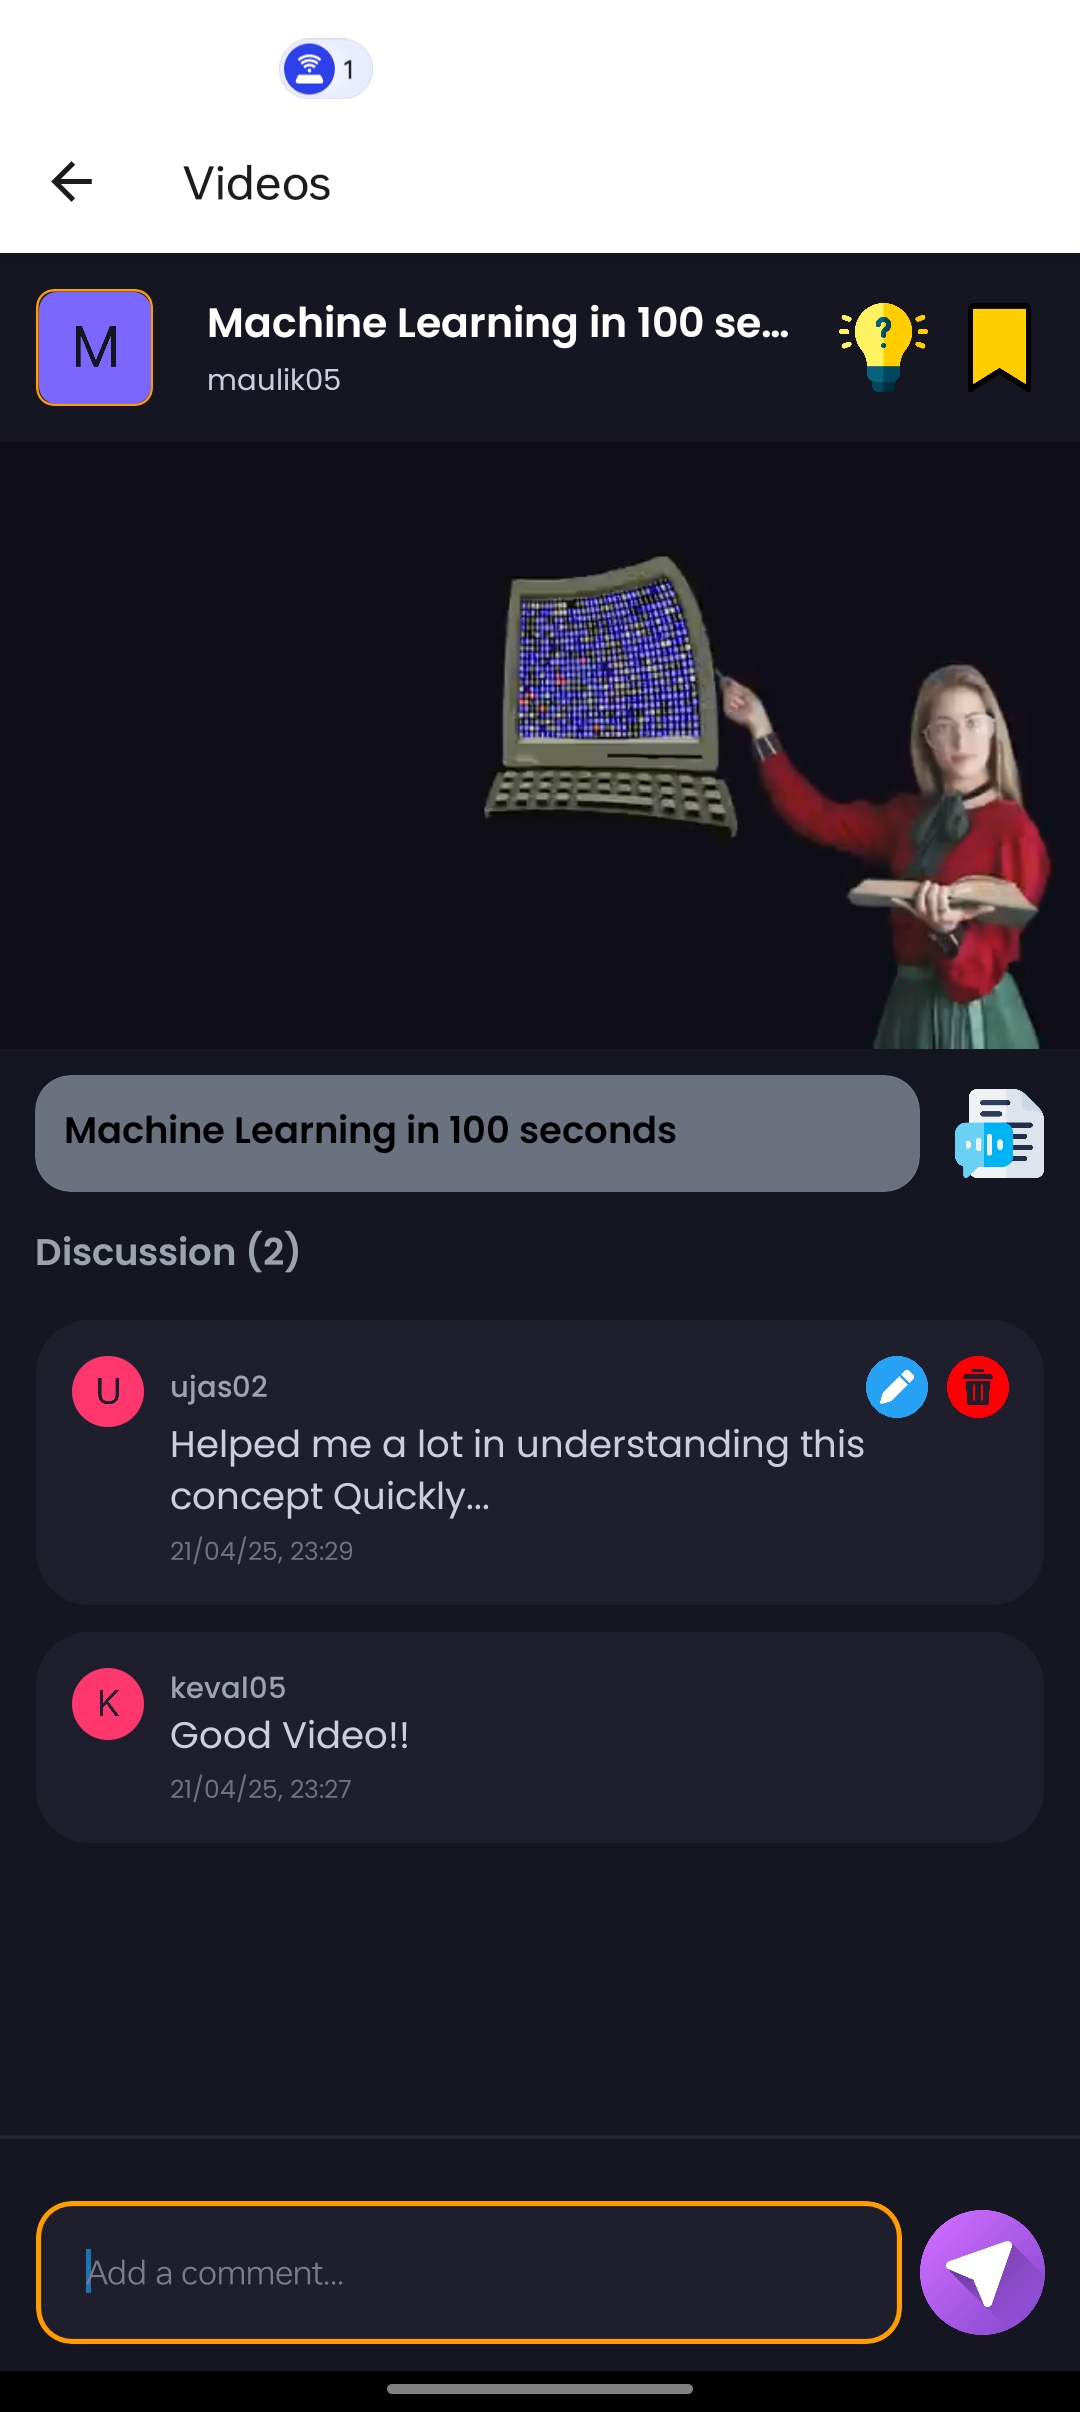 1
Videos
M
Machine Learning in 100 se...
maulik05
Machine Learning in 100 seconds
Discussion (2)
U
ujas02
Helped me a lot in understanding this
concept Quickly...
21/04/25, 23:29
K
keval05
Good Video!!
21/04/25, 23:27
Add a comment...